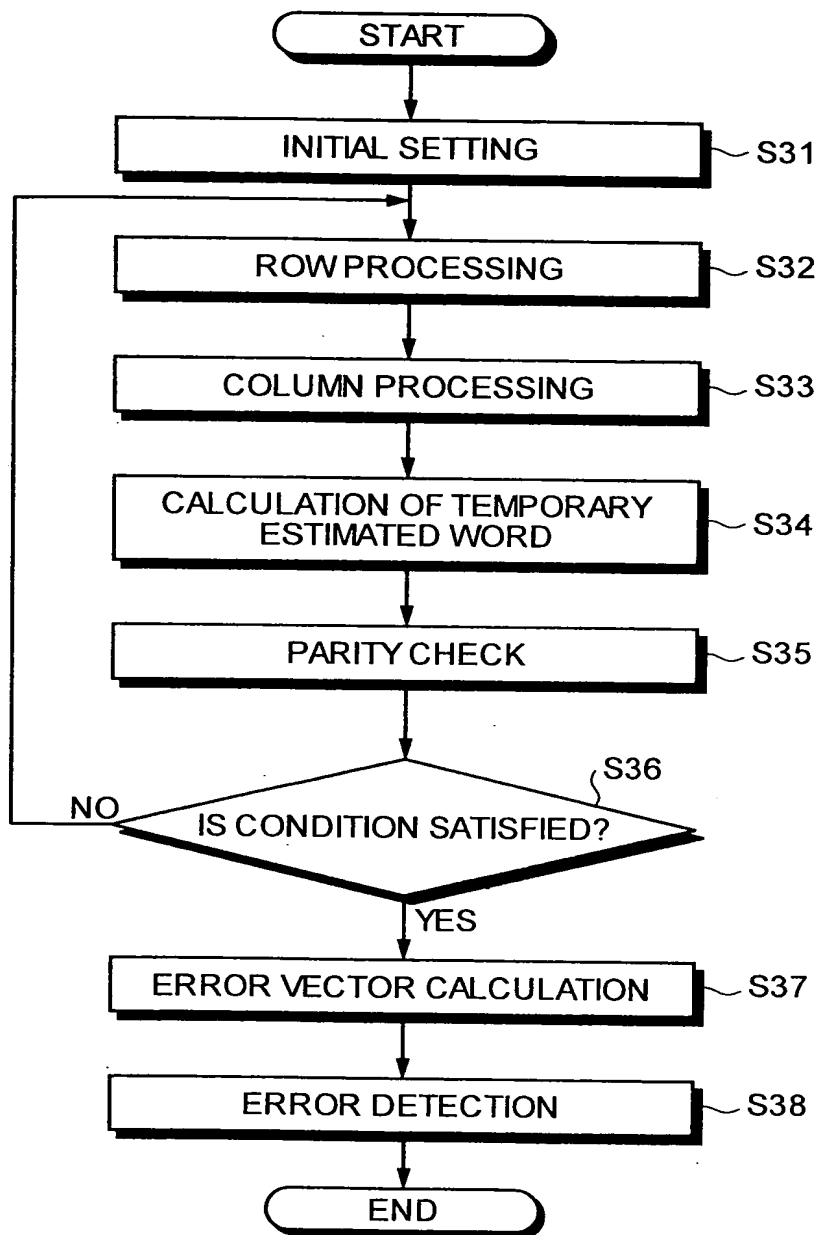 START
INITIAL SETTING
S31
ROW PROCESSING
S32
COLUMN PROCESSING
S33
CALCULATION OF TEMPORARY
ESTIMATED WORD
S34
PARITY CHECK
S35
S36
NO
IS CONDITION SATISFIED?
YES
ERROR VECTOR CALCULATION
S37
ERROR DETECTION
S38
END